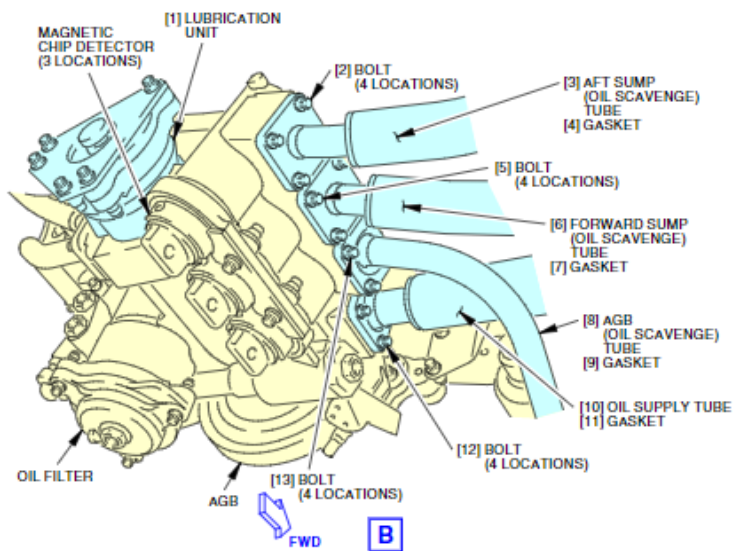 [1] LUBRICATION
UNIT
MAGNETIC
CHIP DETECTOR
(3 LOCATIONS)
[2] BOLT
(4 LOCATIONS)
[3] AFT SUMP
(OIL SCAVENGE)
TUBE
[4] GASKET
[5] BOLT
(4 LOCATIONS)
[6] FORWARD SUMP
(OIL SCAVENGE)
TUBE
[7] GASKET
[8] AGB
(OIL SCAVENGE)
TUBE
[9] GASKET
[10] OIL SUPPLY TUBE
[11] GASKET
[12] BOLT
(4 LOCATIONS)
[13] BOLT
(4 LOCATIONS)
OIL FILTER
AGB
FWD
B
C
C
C